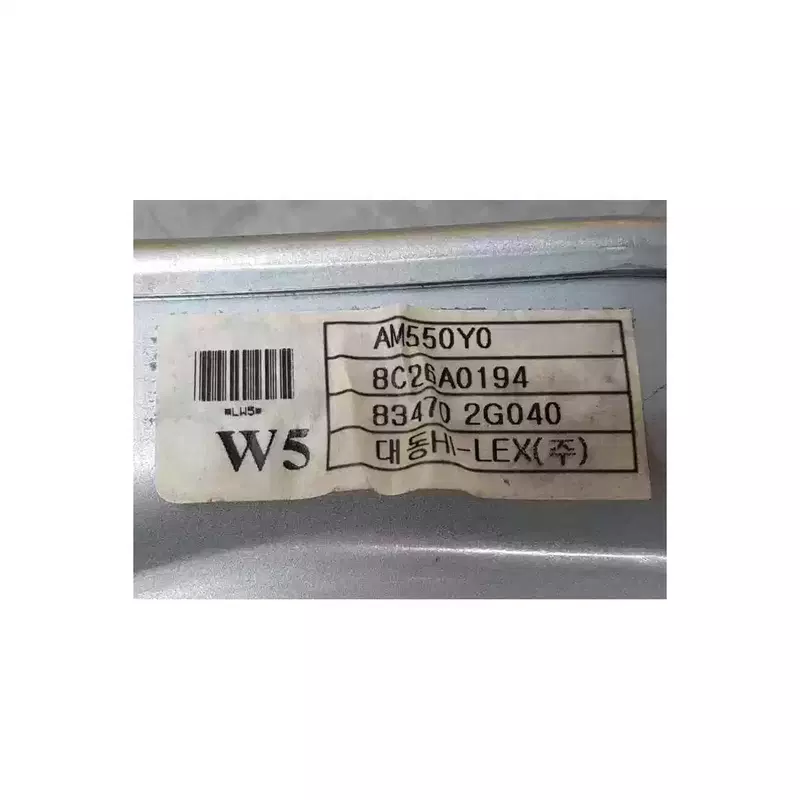 AM550Y0
8C26A0194
83470 2G040
대동HI-LEX(주)
*LW5*
W5